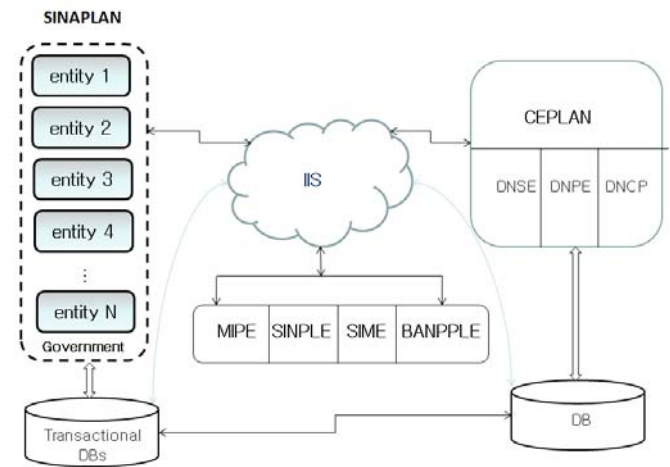 SINAPLAN
entity 1
entity 2
entity 3
entity 4
⋮
entity N
Government
Transactional
DBs
IIS
MIPE
SINPLE
SIME
BANPPLE
CEPLAN
DNSE
DNPE
DNCP
DB